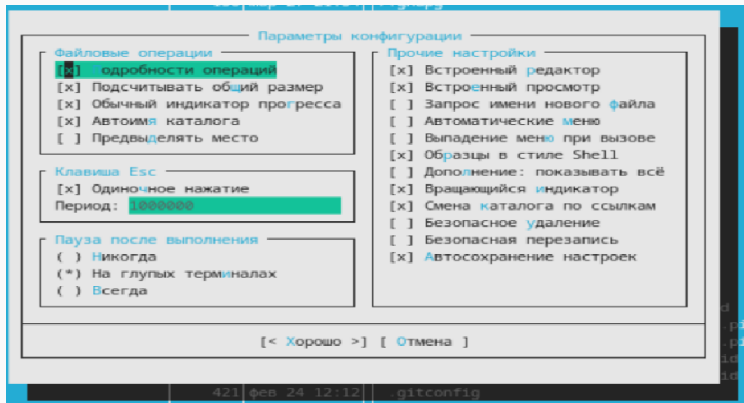 Параметры конфигурации
Файловые операции
[x] одробности операций
[x] Подсчитывать общий размер
[x] Обычный индикатор прогресса
[x] Автоимя каталога
[ ] Предвыделять место
Клавиша Esc
[x] Одиночное нажатие
Период: 1000000
Пауза после выполнения
( ) Никогда
(*) На глупых терминалах
( ) Всегда
Прочие настройки
[x] Встроенный редактор
[x] Встроенный просмотр
[ ] Запрос имени нового файла
[ ] Автоматические меню
[ ] Выпадение меню при вызове
[x] Образцы в стиле Shell
[ ] Дополнение: показывать всё
[x] Вращающийся индикатор
[x] Смена каталога по ссылкам
[ ] Безопасное удаление
[ ] Безопасная перезапись
[x] Автосохранение настроек
[< Хорошо >] [ Отмена ]
421 фев 24 12:12 .gitconfig